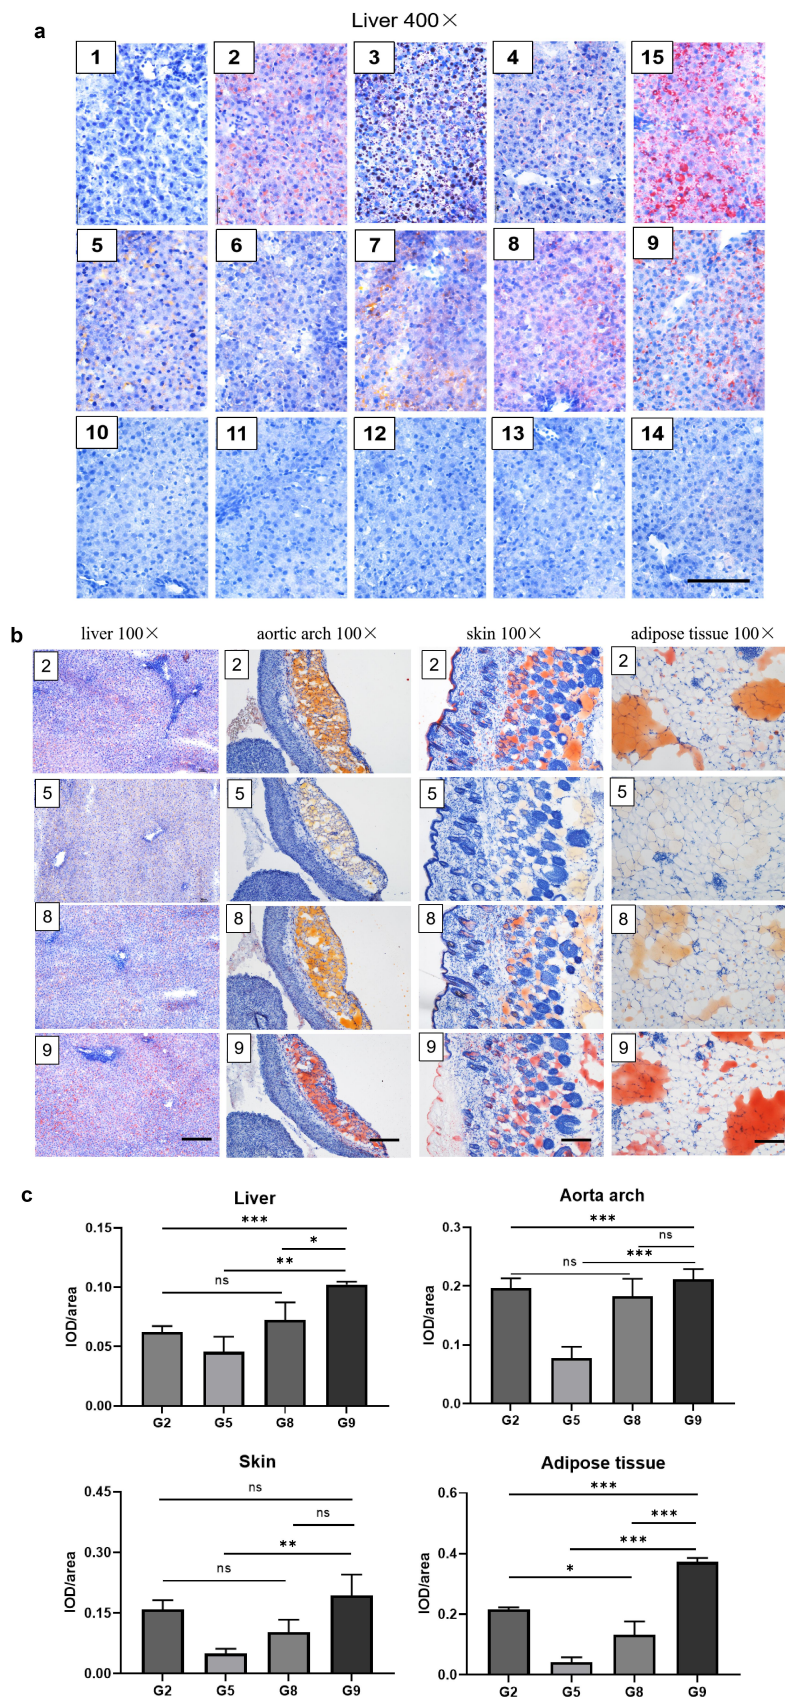 Liver 400×
a
1 2 3 4 15
5 6 7 8 9
10 11 12 13 14
b
liver 100× aortic arch 100× skin 100× adipose tissue 100×
2 2 2 2
5 5 5 5
8 8 8 8
9 9 9 9
c
Liver
IOD/area
0.15
0.10
0.05
0.00
***
*
**
ns
G2 G5 G8 G9
Aorta arch
IOD/area
0.3
0.2
0.1
0.0
***
ns
***
ns
G2 G5 G8 G9
Skin
IOD/area
0.45
0.30
0.15
0.00
ns
ns
**
ns
G2 G5 G8 G9
Adipose tissue
IOD/area
0.6
0.4
0.2
0.0
***
***
***
*
G2 G5 G8 G9